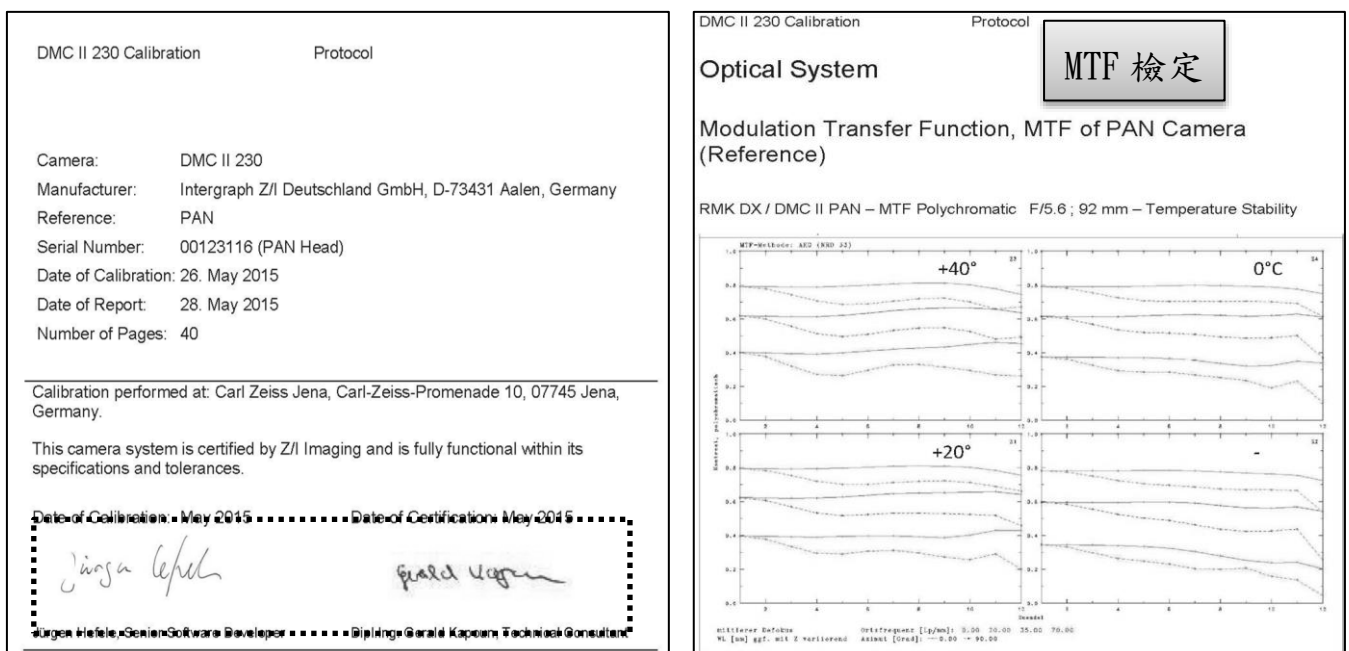 DMC II 230 Calibration Protocol
Camera: DMC II 230
Manufacturer: Intergraph Z/I Deutschland GmbH, D-73431 Aalen, Germany
Reference: PAN
Serial Number: 00123116 (PAN Head)
Date of Calibration: 26. May 2015
Date of Report: 28. May 2015
Number of Pages: 40
Calibration performed at: Carl Zeiss Jena, Carl-Zeiss-Promenade 10, 07745 Jena,
Germany.
This camera system is certified by Z/I Imaging and is fully functional within its
specifications and tolerances.
Date of Calibration: May 2015 Date of Certification: May 2015
Jürgen Hefele, Senior Software Developer Dipl.Ing. Gerald Kapoun, Technical Consultant
DMC II 230 Calibration Protocol
MTF 檢定
Optical System
Modulation Transfer Function, MTF of PAN Camera
(Reference)
RMK DX / DMC II PAN – MTF Polychromatic F/5.6 ; 92 mm – Temperature Stability
+40° 0°C
+20° -